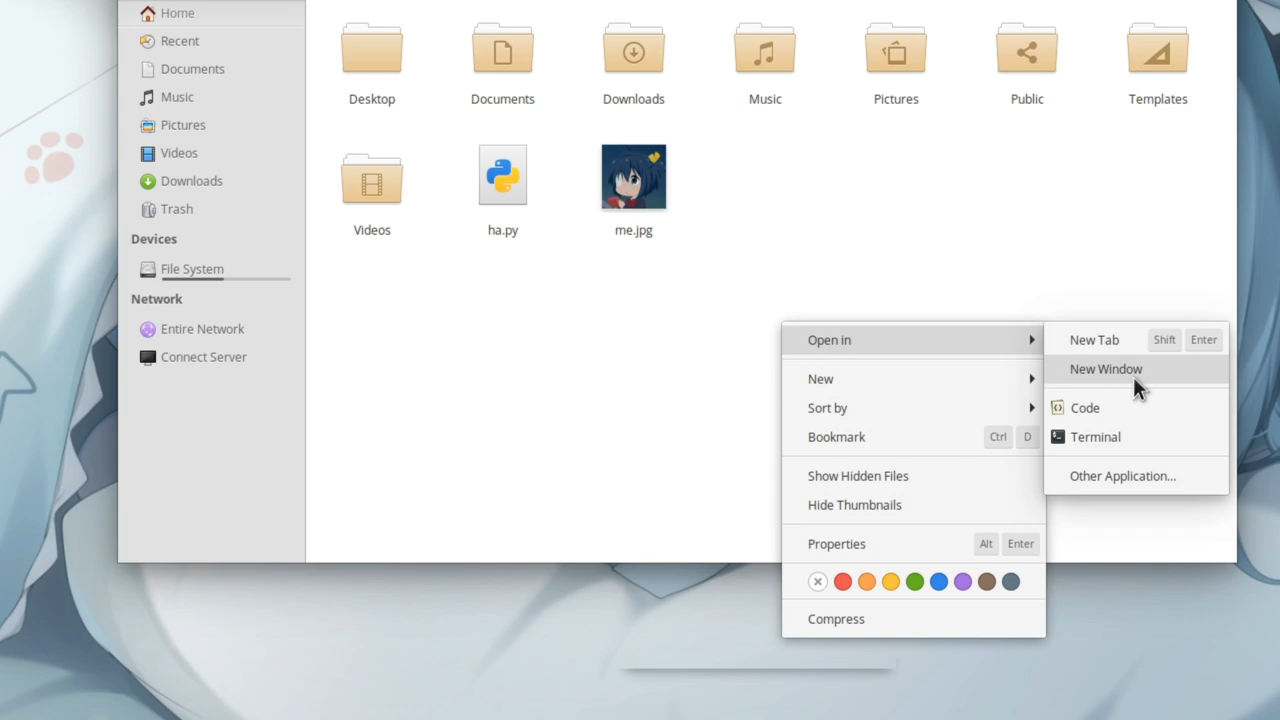 Home
Recent
Documents
Music
Pictures
Videos
Downloads
Trash
Devices
File System
Network
Entire Network
Connect Server
Desktop
Documents
Downloads
Music
Pictures
Public
Templates
Videos
ha.py
me.jpg
Open in
New
Sort by
Bookmark Ctrl D
Show Hidden Files
Hide Thumbnails
Properties Alt Enter
Compress
New Tab Shift Enter
New Window
Code
Terminal
Other Application...